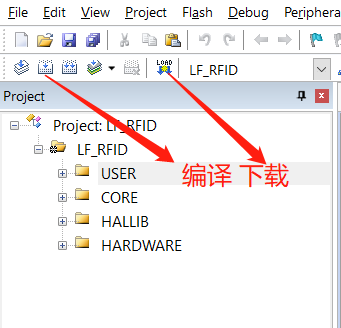 File Edit View Project Flash Debug Periphera
LOAD LF_RFID
Project
Project: LF_RFID
LF_RFID
USER
编译 下载
CORE
HALLIB
HARDWARE